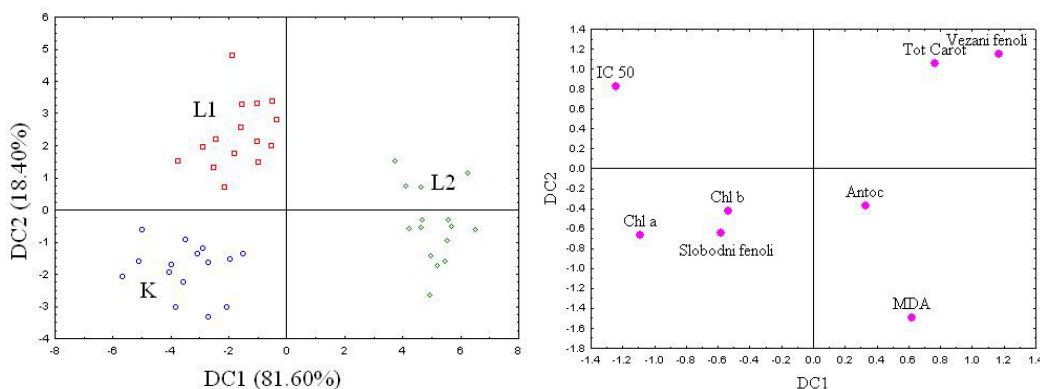 5
4
3
2
1
0
-1
-2
-3
-4
-8
-6
-4
-2
0
2
4
6
8
DC2 (18.40%)
DC1 (81.60%)
L1
L2
K
1.4
1.2
1.0
0.8
0.6
0.4
0.2
0.0
-0.2
-0.4
-0.6
-0.8
-1.0
-1.2
-1.4
-1.6
-1.8
-1.4 -1.2 -1.0 -0.8 -0.6 -0.4 -0.2 0.0 0.2 0.4 0.6 0.8 1.0 1.2 1.4
DC2
DC1
Vezani fenoli
Tot Carot
IC 50
Chl b
Antoc
Chl a
Slobodni fenoli
MDA